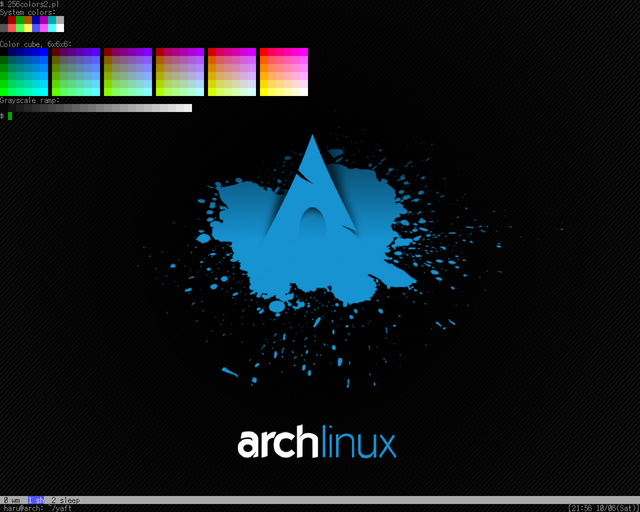 $ 256colors2.pl
System colors:
Color cube, 6x6x6:
Grayscale ramp:
$
archlinux
0 wm 1 sh 2 sleep
haru@arch: ~/yaft [21:56 10/06(Sat)]